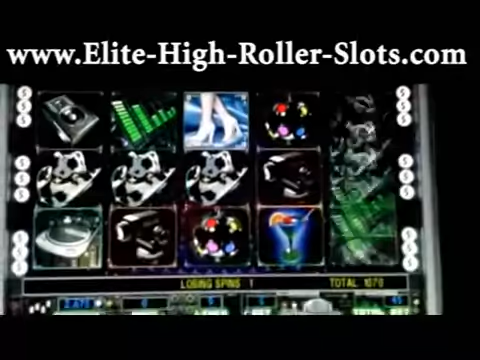 www.Elite-High-Roller-Slots.com
LOSING SPINS 1 TOTAL 1070